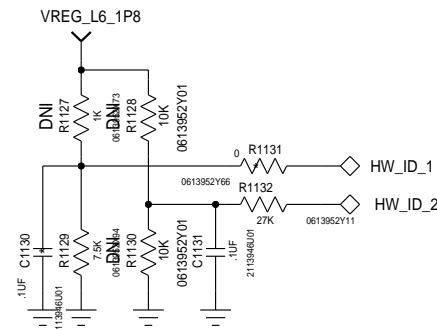 VREG_L6_1P8
DNI
R1127
1K
DNI
R1128
10K
0613952Y01
0
R1131
0613952Y66
HW_ID_1
R1132
27K
0613952Y11
HW_ID_2
C1130
.1UF
2113946U01
R1129
7.5K
DNI
R1130
10K
0613952Y01
C1131
.1UF
2113946U01